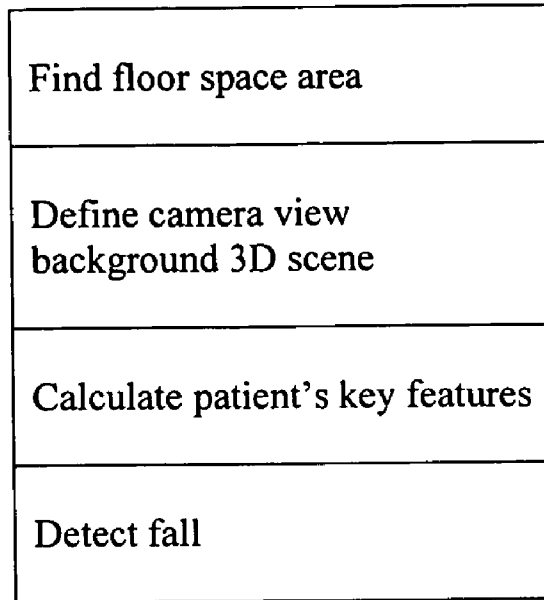 Find floor space area
Define camera view
background 3D scene
Calculate patient's key features
Detect fall